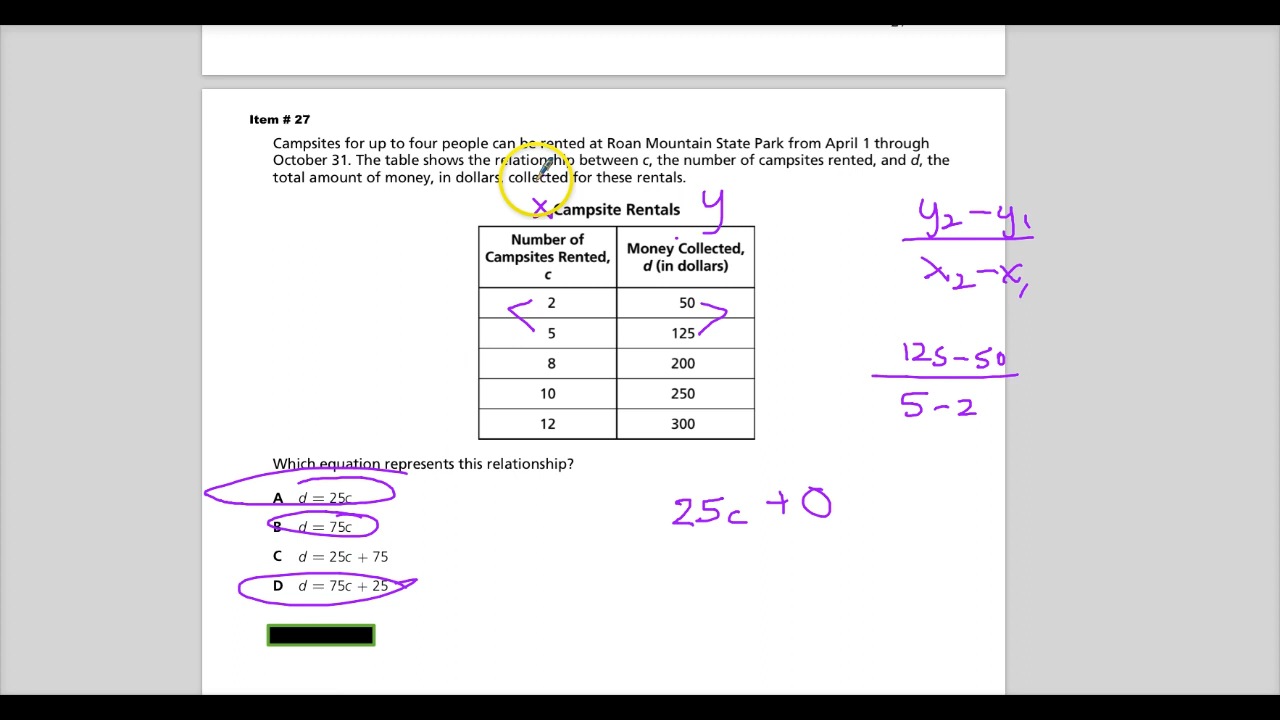 Item # 27
Campsites for up to four people can be rented at Roan Mountain State Park from April 1 through
October 31. The table shows the relationship between c, the number of campsites rented, and d, the
total amount of money, in dollars, collected for these rentals.
x Campsite Rentals y
Number of Campsites Rented, c
Money Collected, d (in dollars)
2 50
5 125
8 200
10 250
12 300
y₂ - y₁
x₂ - x₁
125 - 50
5 - 2
Which equation represents this relationship?
A d = 25c
B d = 75c
C d = 25c + 75
D d = 75c + 25
25c + 0